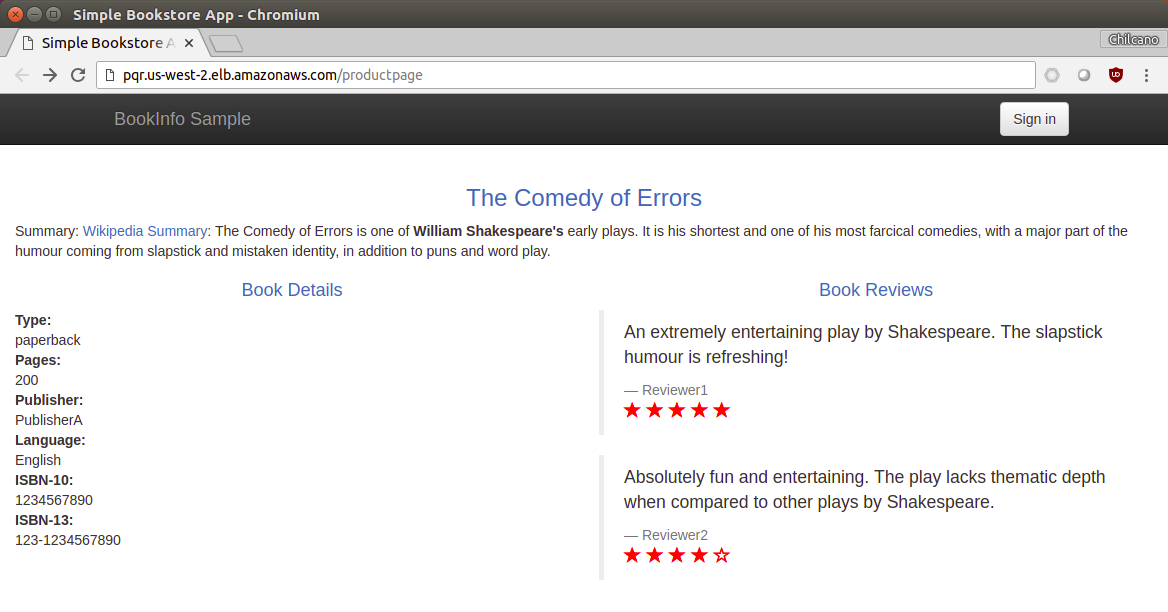 Simple Bookstore App - Chromium
Simple Bookstore A
Chilcano
pqr.us-west-2.elb.amazonaws.com/productpage
BookInfo Sample
Sign in
The Comedy of Errors
Summary: Wikipedia Summary: The Comedy of Errors is one of William Shakespeare's early plays. It is his shortest and one of his most farcical comedies, with a major part of the
humour coming from slapstick and mistaken identity, in addition to puns and word play.
Book Details
Type:
paperback
Pages:
200
Publisher:
PublisherA
Language:
English
ISBN-10:
1234567890
ISBN-13:
123-1234567890
Book Reviews
An extremely entertaining play by Shakespeare. The slapstick
humour is refreshing!
— Reviewer1
★★★★★
Absolutely fun and entertaining. The play lacks thematic depth
when compared to other plays by Shakespeare.
— Reviewer2
★★★★☆